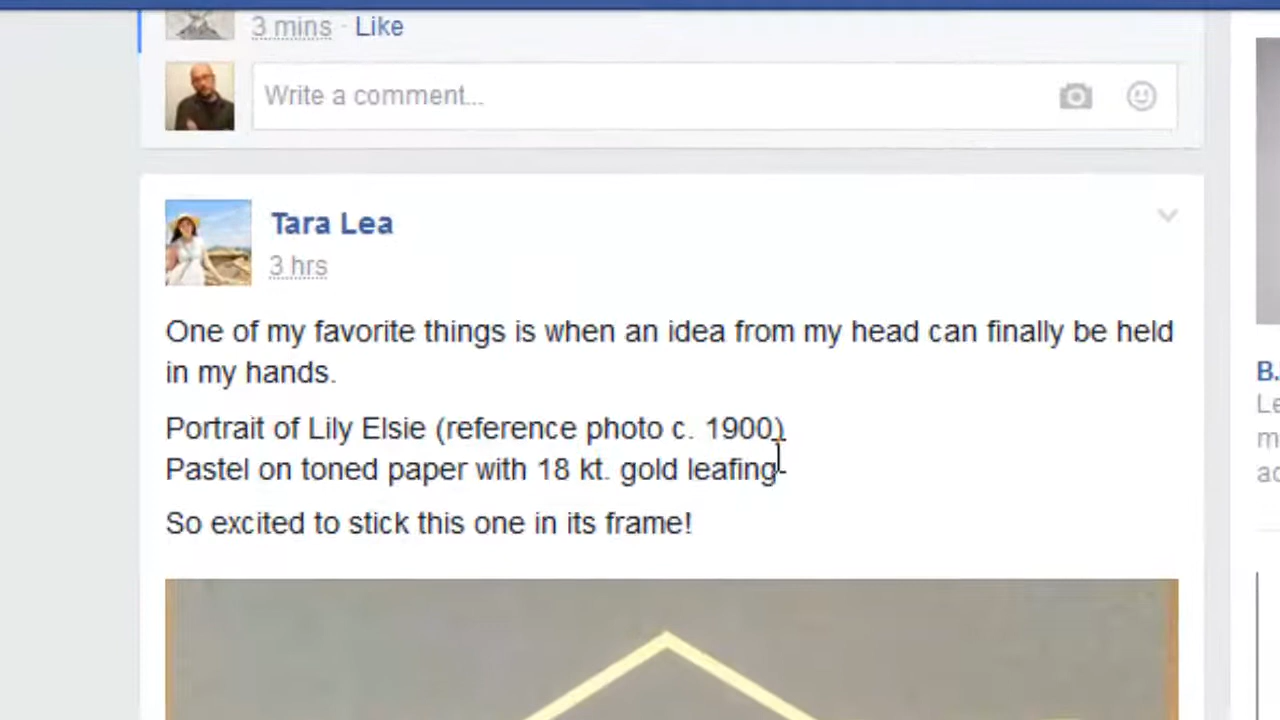 3 mins · Like
Write a comment...
Tara Lea
3 hrs
One of my favorite things is when an idea from my head can finally be held
in my hands.
Portrait of Lily Elsie (reference photo c. 1900)
Pastel on toned paper with 18 kt. gold leafing
So excited to stick this one in its frame!
B.